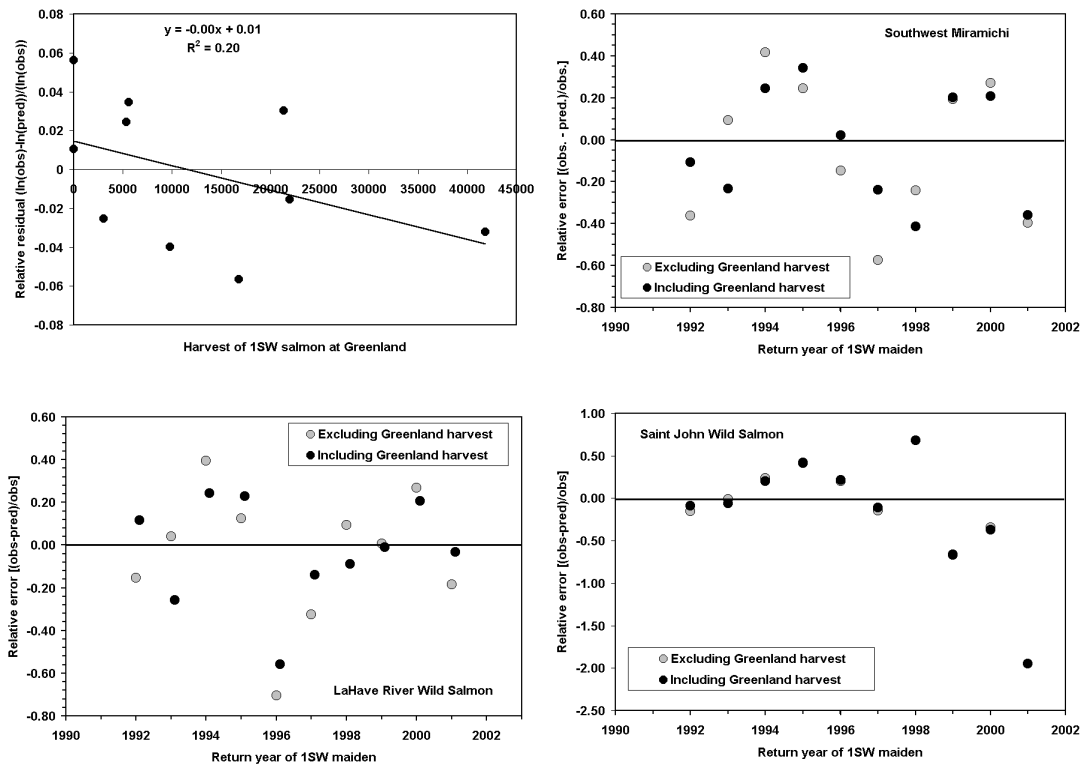 0.08
0.06
0.04
0.02
0
-0.02
-0.04
-0.06
-0.08
y = -0.00x + 0.01
R² = 0.20
0 5000 10000 15000 20000 25000 30000 35000 40000 45000
Relative residual (ln(obs)-ln(pred))/(ln(obs))
Harvest of 1SW salmon at Greenland
0.60
0.40
0.20
0.00
-0.20
-0.40
-0.60
-0.80
Southwest Miramichi
Excluding Greenland harvest
Including Greenland harvest
1990 1992 1994 1996 1998 2000 2002
Relative error [(obs. - pred.)/obs.]
Return year of 1SW maiden
0.60
0.40
0.20
0.00
-0.20
-0.40
-0.60
-0.80
Excluding Greenland harvest
Including Greenland harvest
LaHave River Wild Salmon
1990 1992 1994 1996 1998 2000 2002
Relative error [(obs-pred)/obs]
Return year of 1SW maiden
1.00
0.50
0.00
-0.50
-1.00
-1.50
-2.00
-2.50
Saint John Wild Salmon
Excluding Greenland harvest
Including Greenland harvest
1990 1992 1994 1996 1998 2000 2002
Relative error [(obs-pred)/obs]
Return year of 1SW maiden